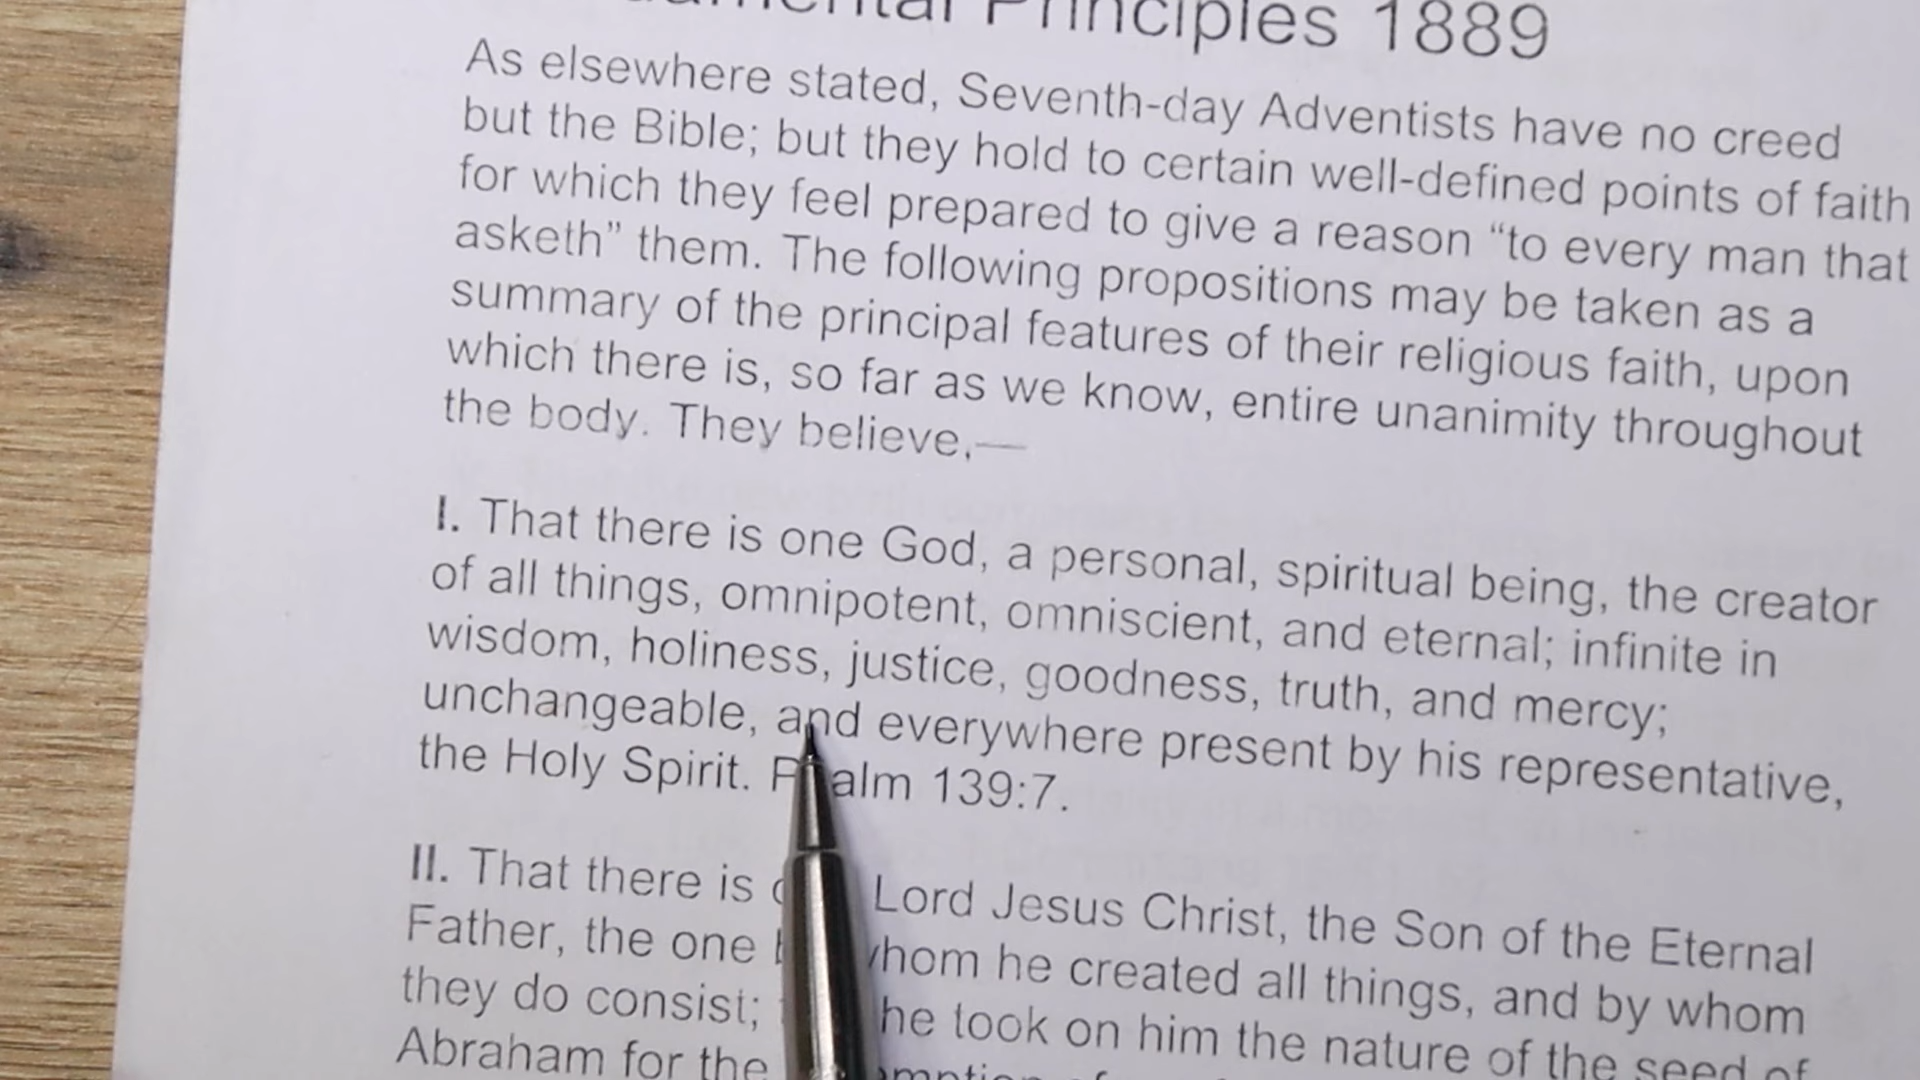 Principles 1889
As elsewhere stated, Seventh-day Adventists have no creed
but the Bible; but they hold to certain well-defined points of faith
for which they feel prepared to give a reason “to every man that
asketh” them. The following propositions may be taken as a
summary of the principal features of their religious faith, upon
which there is, so far as we know, entire unanimity throughout
the body. They believe,—
I. That there is one God, a personal, spiritual being, the creator
of all things, omnipotent, omniscient, and eternal; infinite in
wisdom, holiness, justice, goodness, truth, and mercy;
unchangeable, and everywhere present by his representative,
the Holy Spirit. Psalm 139:7.
II. That there is Lord Jesus Christ, the Son of the Eternal
Father, the one whom he created all things, and by whom
they do consist; he took on him the nature of the seed of
Abraham for the